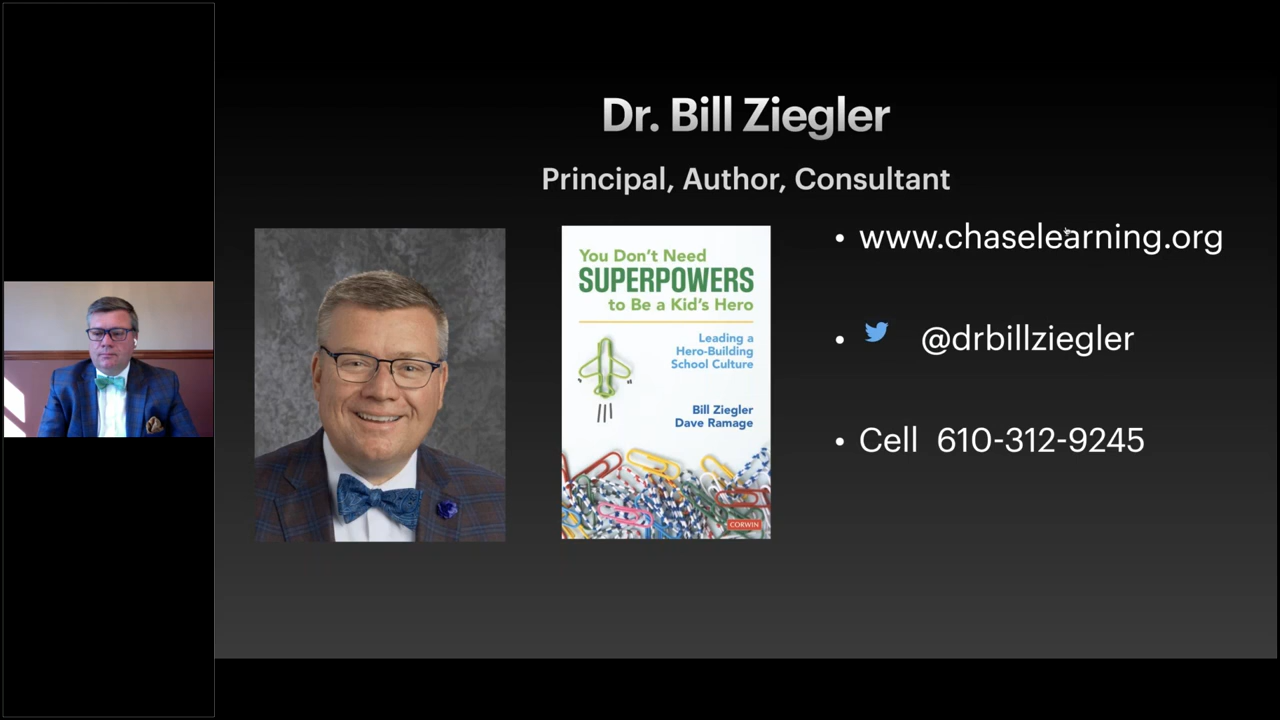 Dr. Bill Ziegler
Principal, Author, Consultant
You Don't Need
SUPERPOWERS
to Be a Kid's Hero
Leading a
Hero-Building
School Culture
Bill Ziegler
Dave Ramage
CORWIN
• www.chaselearning.org
• @drbillziegler
• Cell 610-312-9245